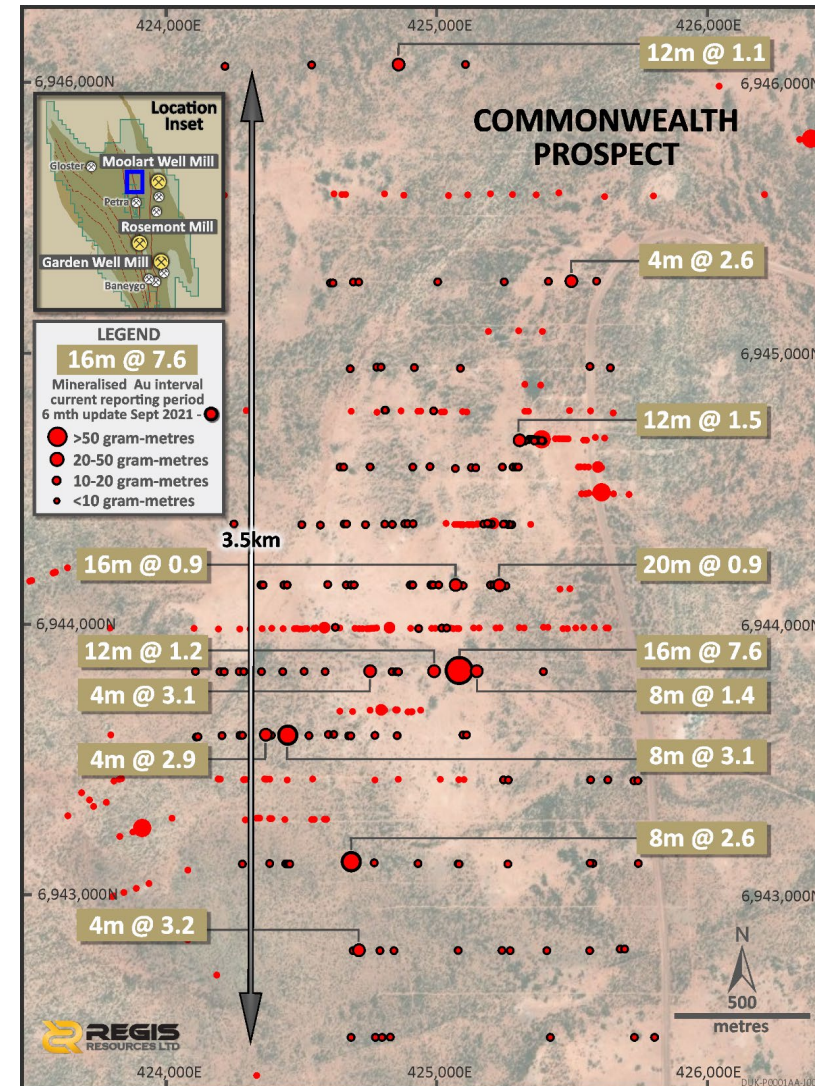 424,000E
425,000E
426,000E
12m @ 1.1
6,946,000N
6,946,000N
COMMONWEALTH
PROSPECT
Location
Inset
Gloster
Moolart Well Mill
Petra
Rosemont Mill
Garden Well Mill
Baneygo
4m @ 2.6
LEGEND
16m @ 7.6
Mineralised Au interval
current reporting period
6 mth update Sept 2021 -
>50 gram-metres
20-50 gram-metres
10-20 gram-metres
<10 gram-metres
6,945,000N
12m @ 1.5
3.5km
16m @ 0.9
20m @ 0.9
6,944,000N
6,944,000N
12m @ 1.2
16m @ 7.6
4m @ 3.1
8m @ 1.4
4m @ 2.9
8m @ 3.1
8m @ 2.6
6,943,000N
6,943,000N
4m @ 3.2
N
500
metres
REGIS
RESOURCES LTD
424,000E
425,000E
426,000E